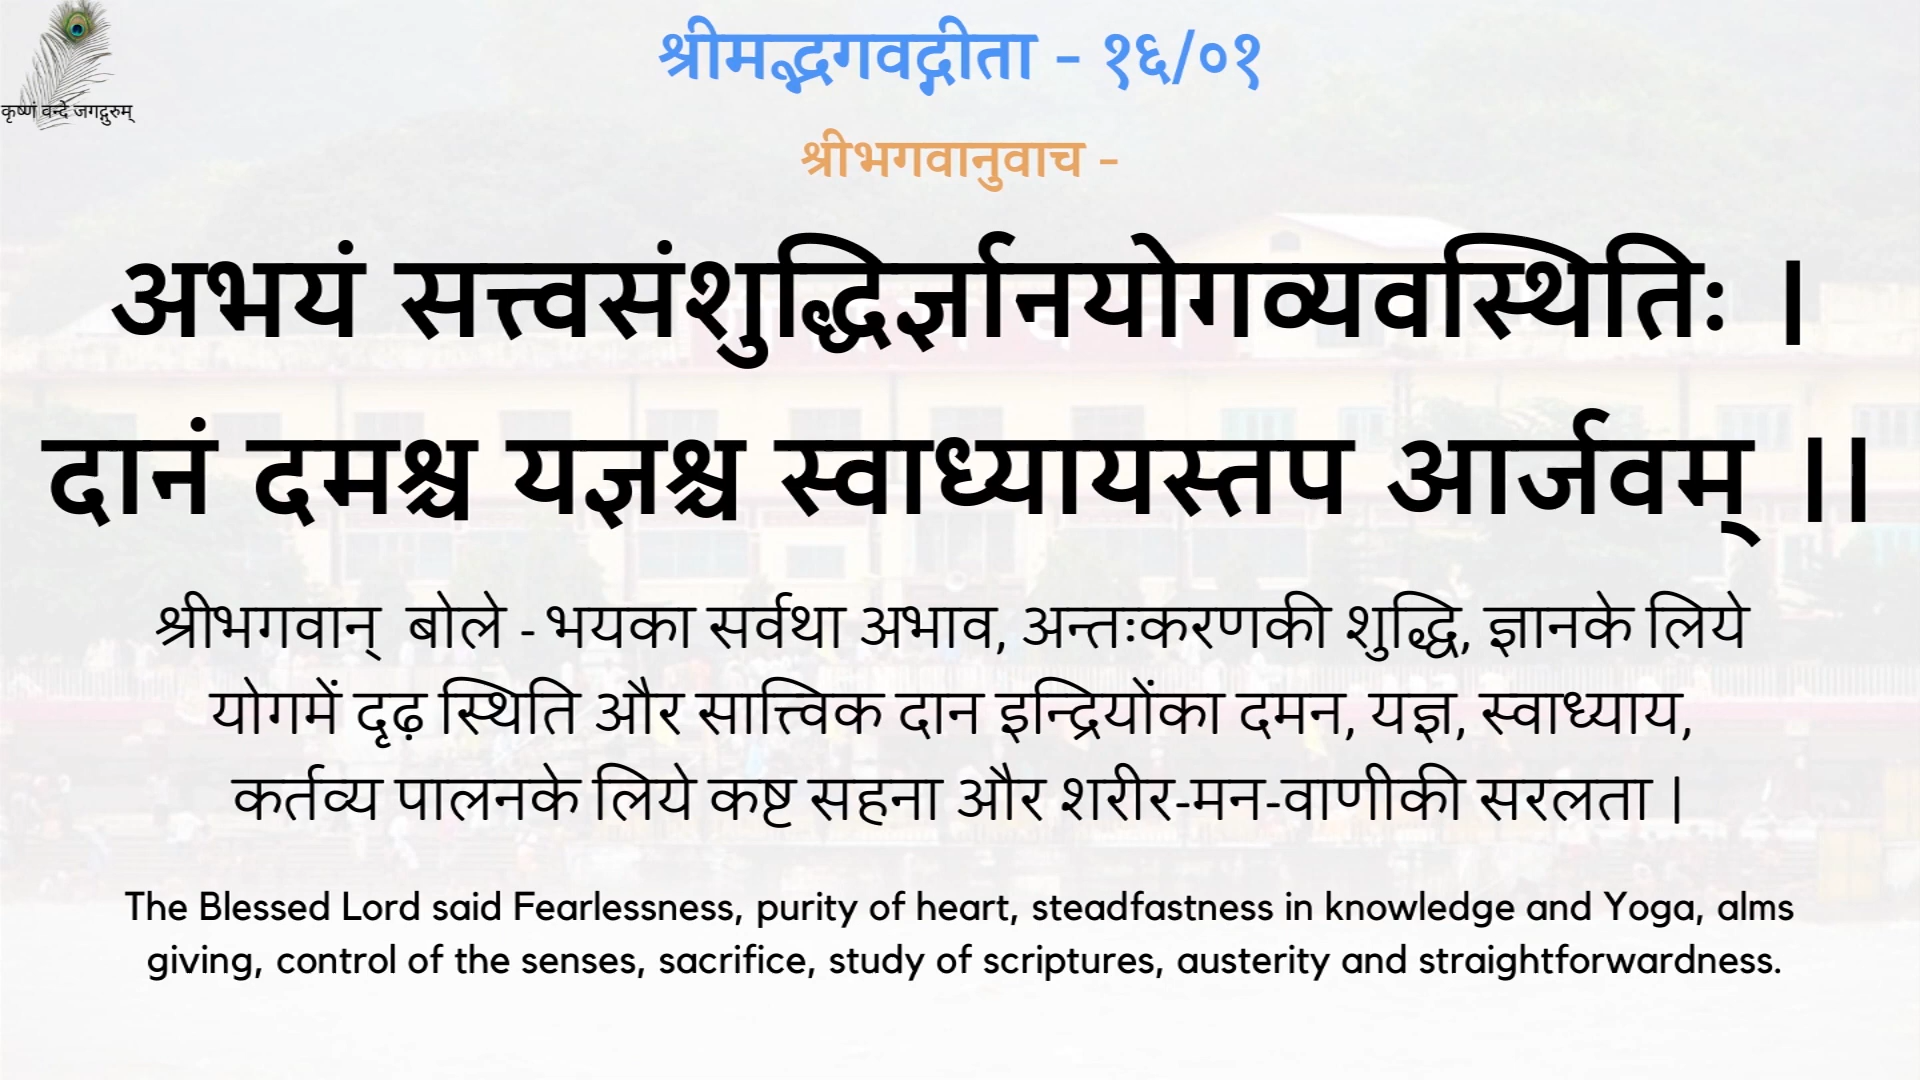 श्रीमद्भगवद्गीता - १६/०१
कृष्णं वन्दे जगद्गुरुम्
श्रीभगवानुवाच -
अभयं सत्त्वसंशुद्धिर्ज्ञानयोगव्यवस्थितिः ।
दानं दमश्च यज्ञश्च स्वाध्यायस्तप आर्जवम् ।।
श्रीभगवान् बोले - भयका सर्वथा अभाव, अन्तःकरणकी शुद्धि, ज्ञानके लिये
योगमें दृढ़ स्थिति और सात्त्विक दान इन्द्रियोंका दमन, यज्ञ, स्वाध्याय,
कर्तव्य पालनके लिये कष्ट सहना और शरीर-मन-वाणीकी सरलता ।
The Blessed Lord said Fearlessness, purity of heart, steadfastness in knowledge and Yoga, alms
giving, control of the senses, sacrifice, study of scriptures, austerity and straightforwardness.